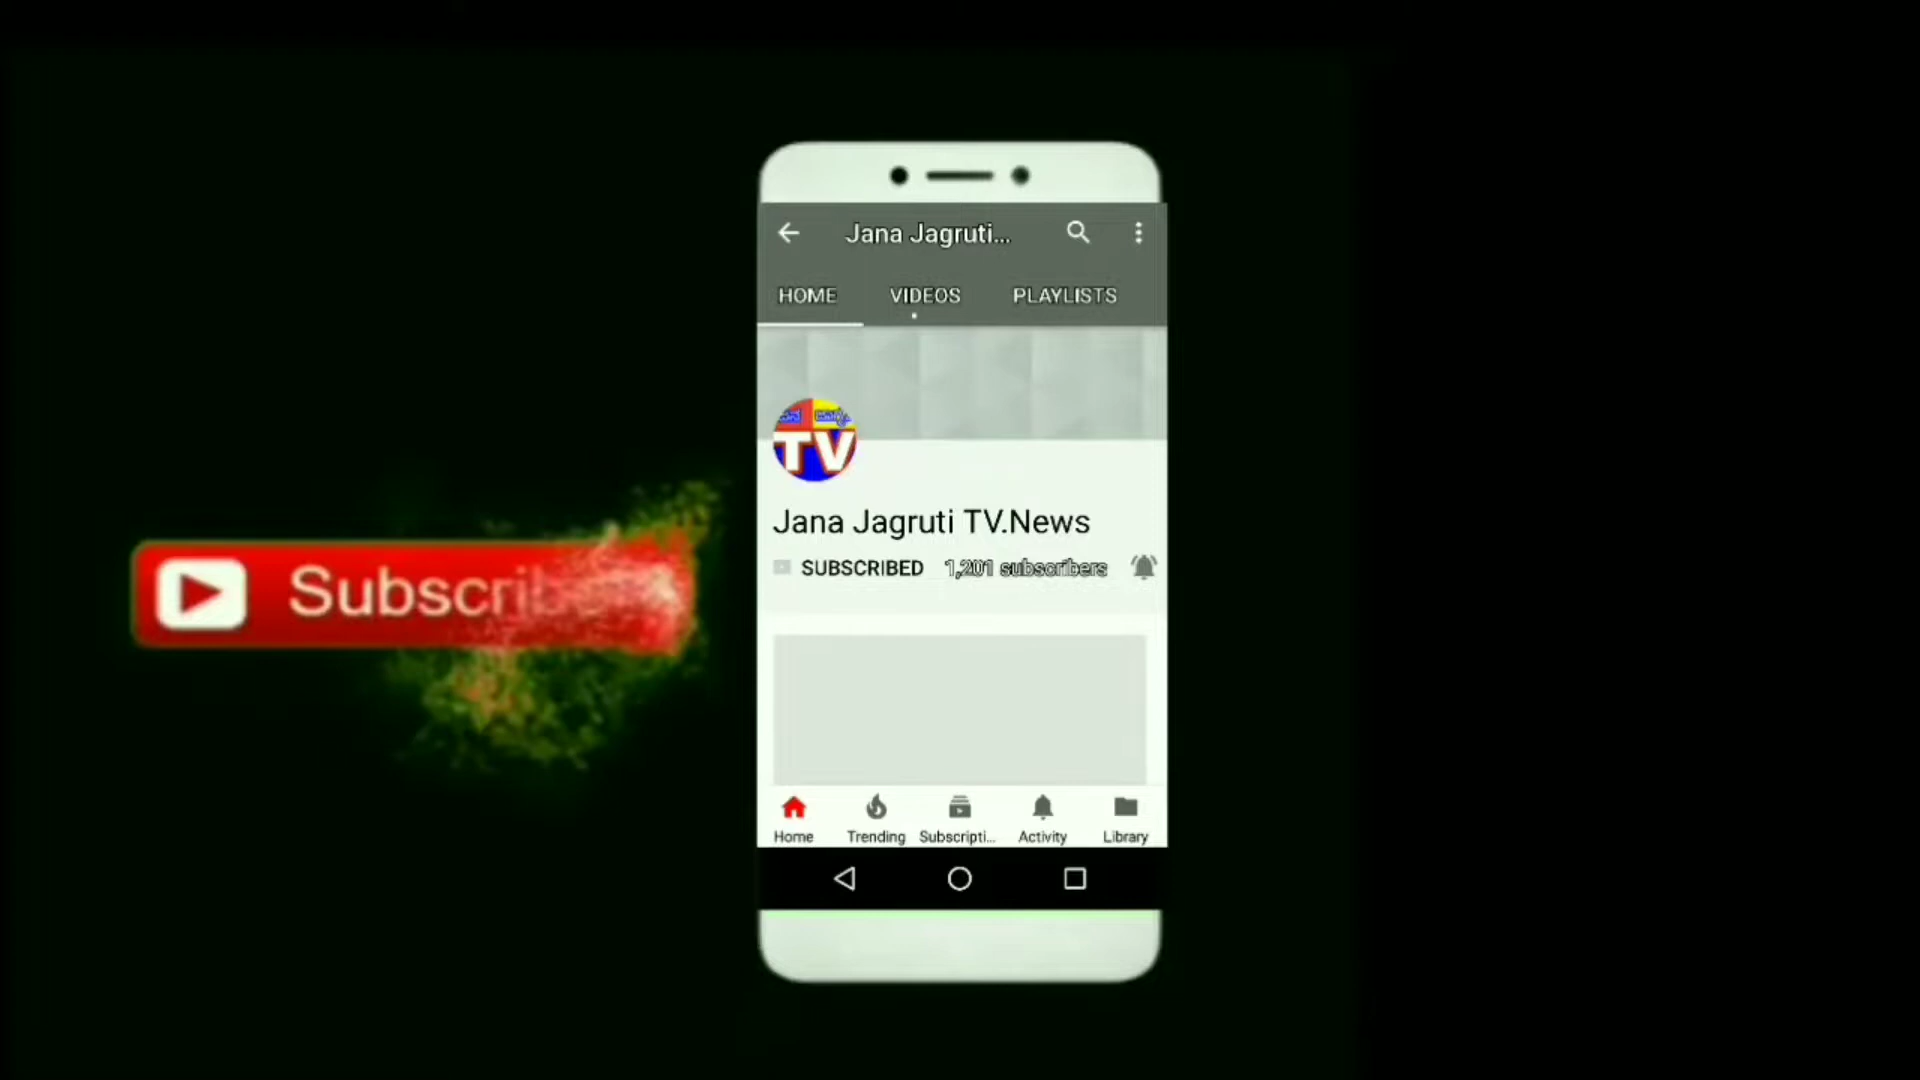 Jana Jagruti...
HOME VIDEOS PLAYLISTS
TV
Jana Jagruti TV.News
SUBSCRIBED 1,201 subscribers
Subscribe
Home Trending Subscripti... Activity Library